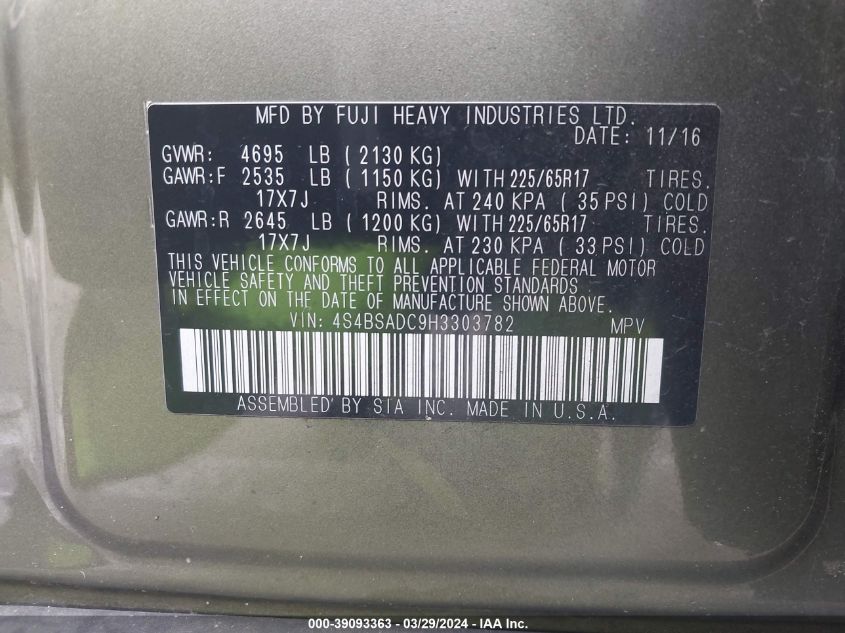 MFD BY FUJI HEAVY INDUSTRIES LTD.
DATE: 11/16
GVWR: 4695 LB ( 2130 KG)
GAWR:F 2535 LB ( 1150 KG) WITH 225/65R17 TIRES.
17X7J RIMS. AT 240 KPA ( 35 PSI) COLD
GAWR:R 2645 LB ( 1200 KG) WITH 225/65R17 TIRES.
17X7J RIMS. AT 230 KPA ( 33 PSI) COLD
THIS VEHICLE CONFORMS TO ALL APPLICABLE FEDERAL MOTOR
VEHICLE SAFETY AND THEFT PREVENTION STANDARDS
IN EFFECT ON THE DATE OF MANUFACTURE SHOWN ABOVE.
VIN: 4S4BSADC9H3303782 MPV
ASSEMBLED BY SIA INC. MADE IN U.S.A.
000-39093363 - 03/29/2024 - IAA Inc.